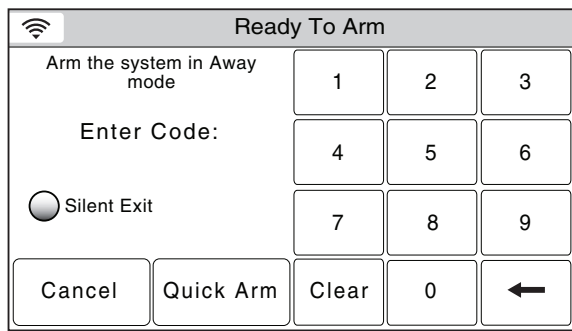 Ready To Arm
Arm the system in Away
mode
Enter Code:
Silent Exit
1 2 3
4 5 6
7 8 9
Cancel Quick Arm Clear 0